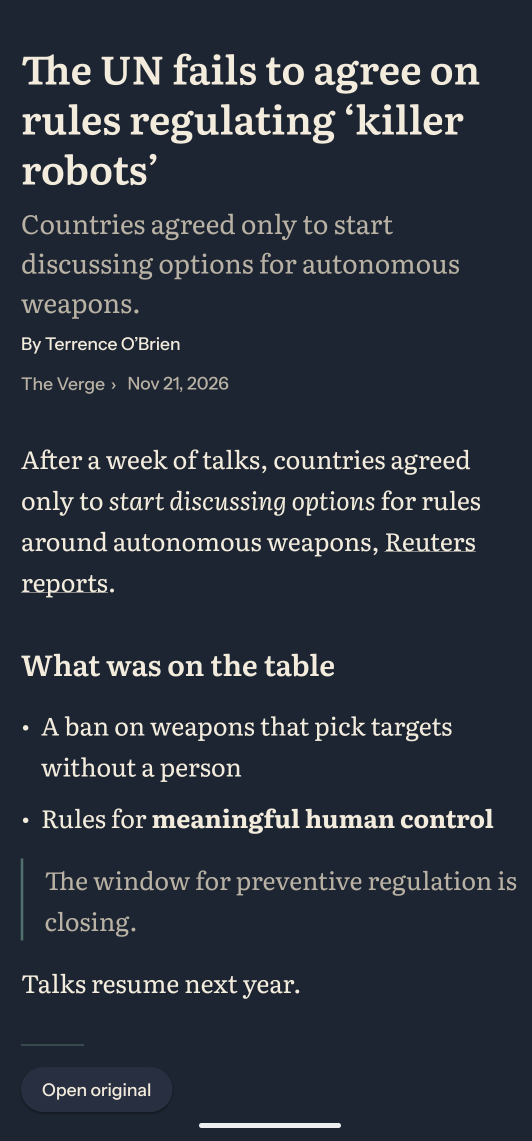 The UN fails to agree on
rules regulating ‘killer
robots’
Countries agreed only to start
discussing options for autonomous
weapons.
By Terrence O’Brien
The Verge › Nov 21, 2026
After a week of talks, countries agreed
only to start discussing options for rules
around autonomous weapons, Reuters
reports.
What was on the table
• A ban on weapons that pick targets
without a person
• Rules for meaningful human control
The window for preventive regulation is
closing.
Talks resume next year.
Open original